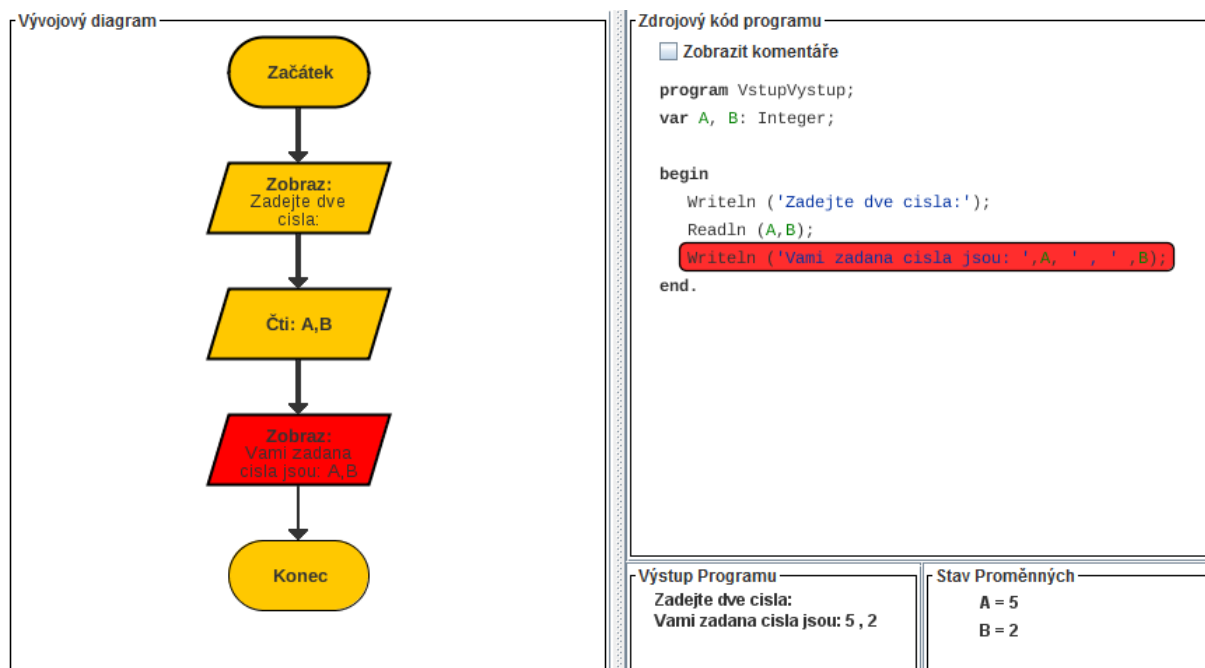 Vývojový diagram
Začátek
Zobraz:
Zadejte dve
cisla:
Čti: A,B
Zobraz:
Vami zadana
cisla jsou: A,B
Konec
Zdrojový kód programu
Zobrazit komentáře
program VstupVystup;
var A, B: Integer;
begin
Writeln ('Zadejte dve cisla:');
Readln (A,B);
Writeln ('Vami zadana cisla jsou: ',A, ' , ' ,B);
end.
Výstup Programu
Zadejte dve cisla:
Vami zadana cisla jsou: 5 , 2
Stav Proměnných
A = 5
B = 2